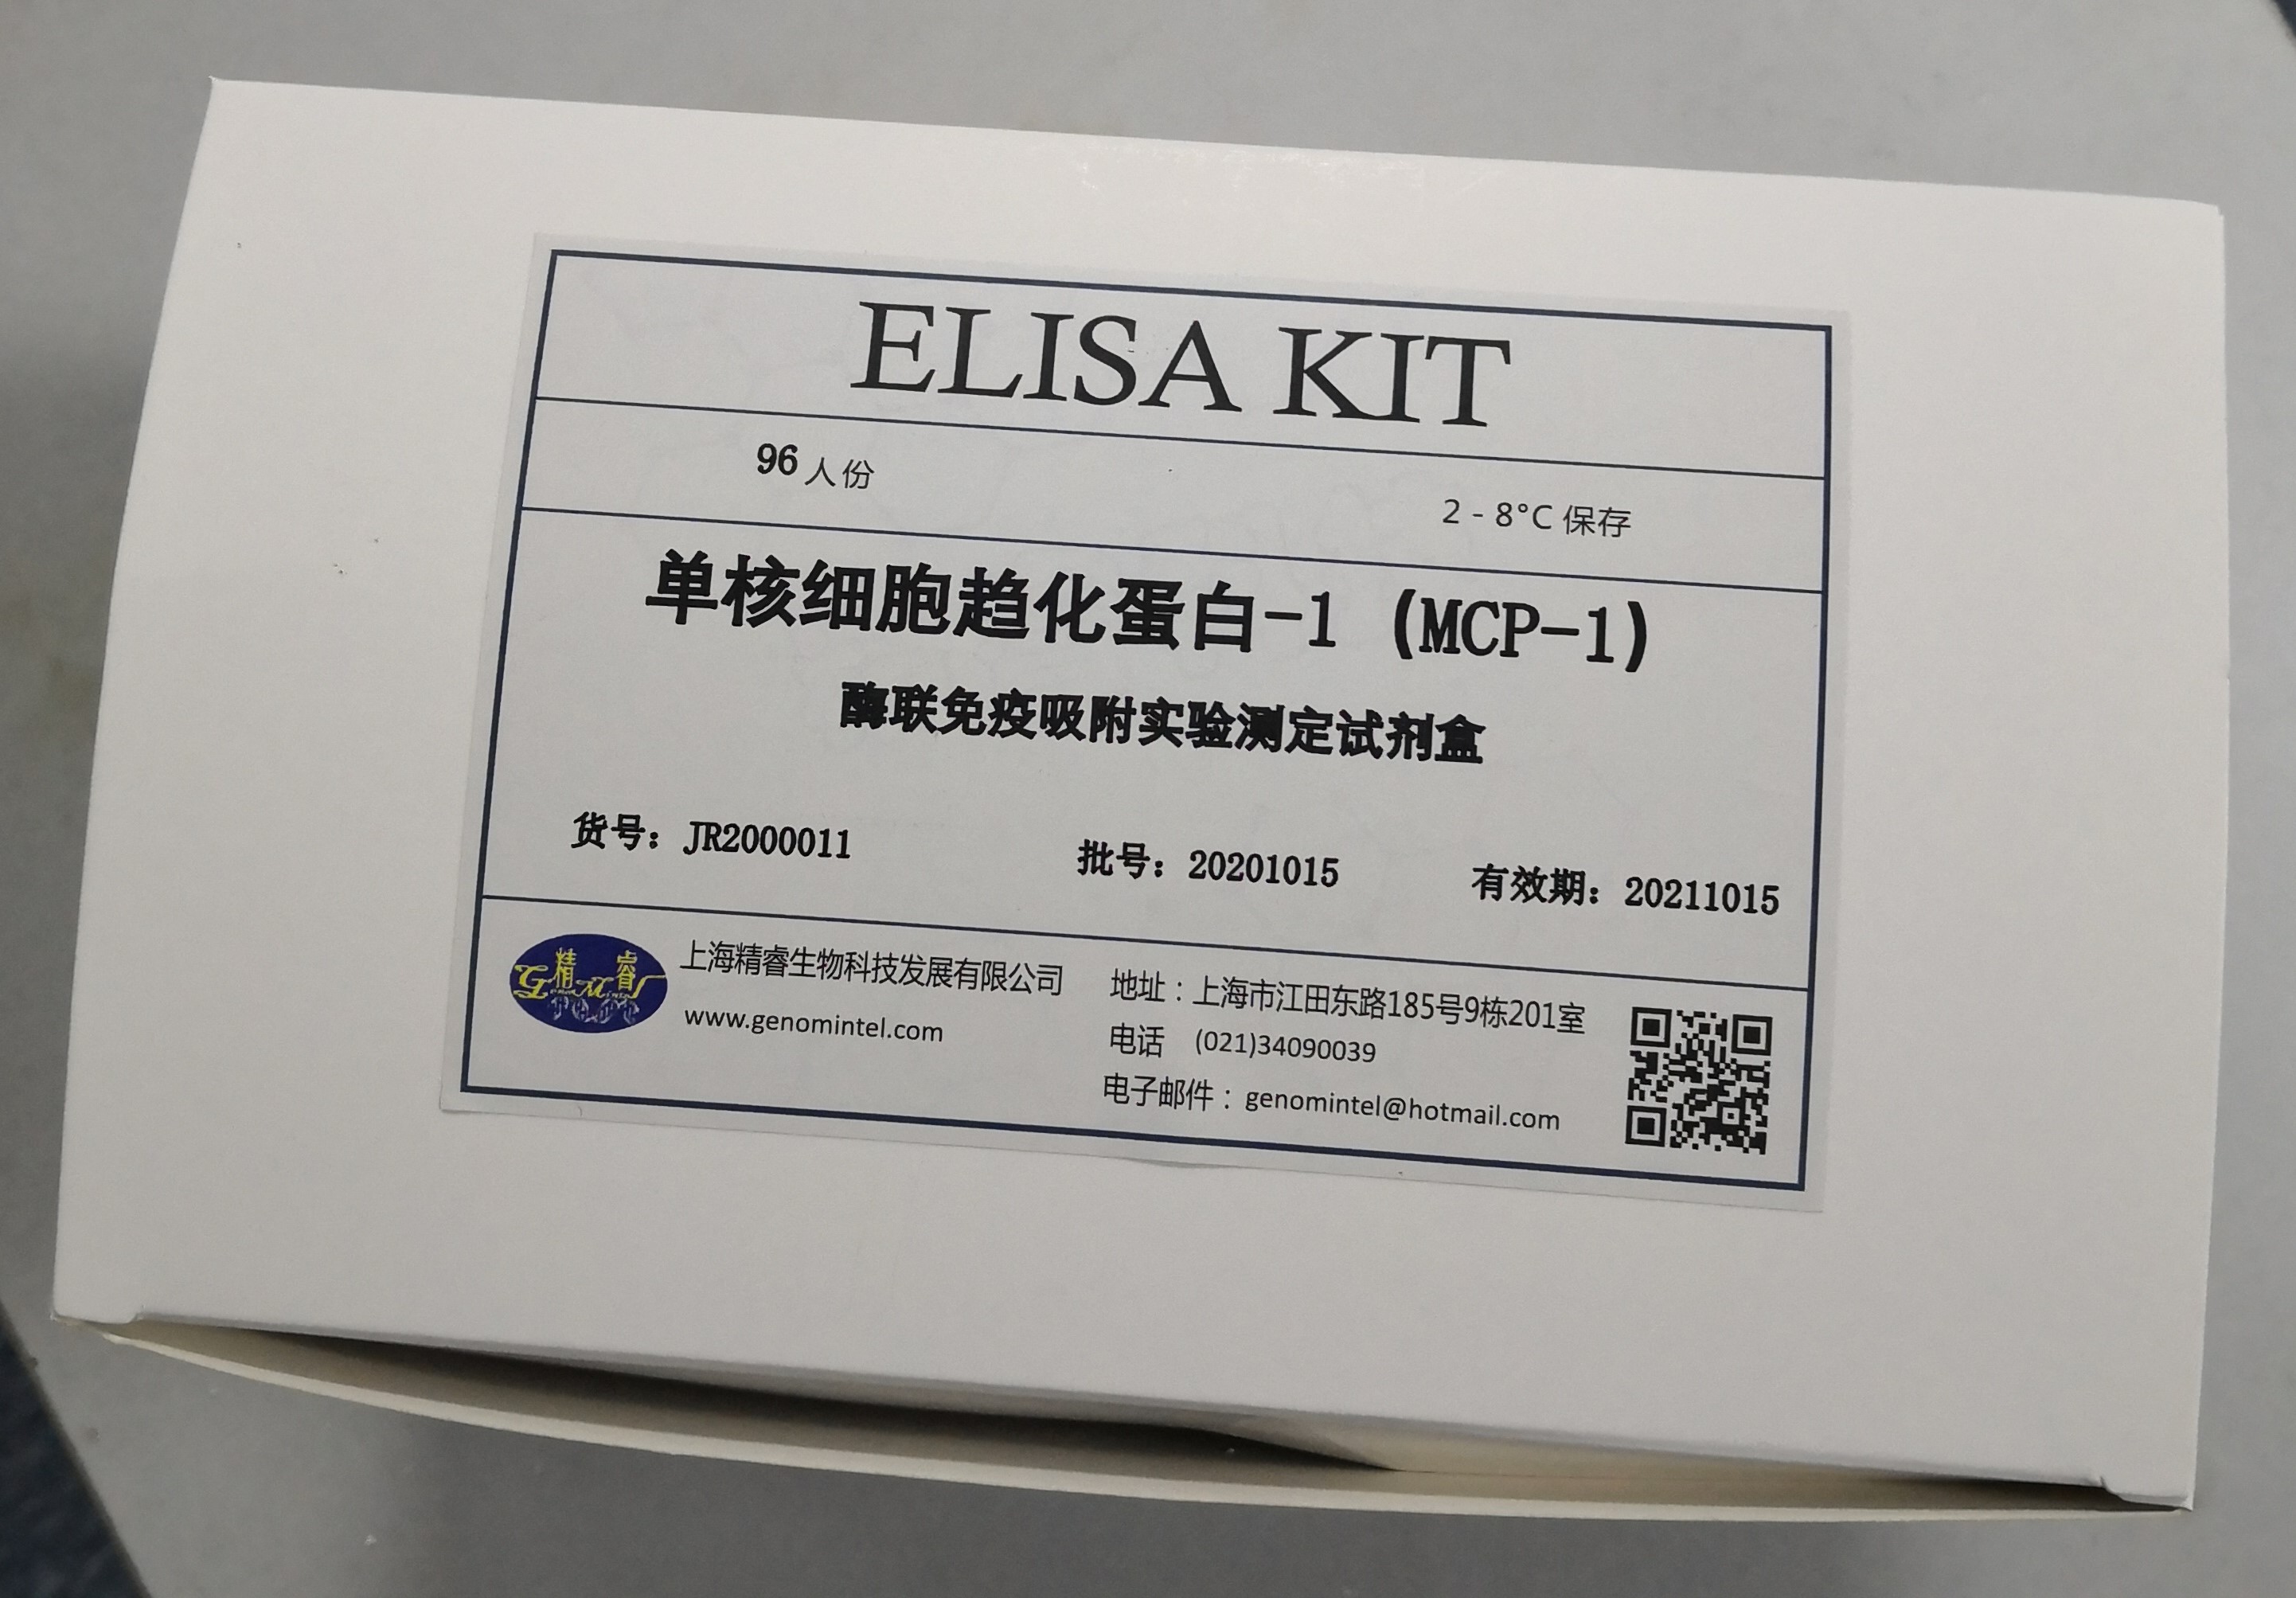 ELISA KIT
96人份
2-8°C 保存
单核细胞趋化蛋白-1 (MCP-1)
酶联免疫吸附实验测定试剂盒
货号：JR2000011
批号：20201015
有效期：20211015
精 睿
上海精睿生物科技发展有限公司
www.genomintel.com
地址：上海市江田东路185号9栋201室
电话 (021)34090039
电子邮件：genomintel@hotmail.com